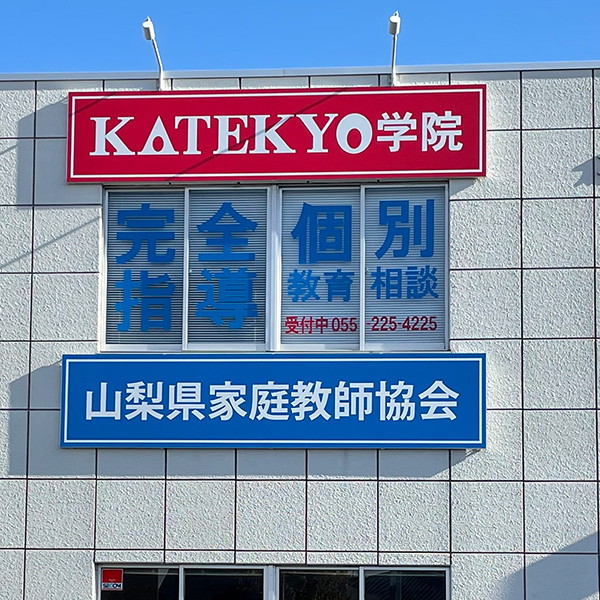 KATEKYO学院
完全個別
指導
教育相談
受付中055-225-4225
山梨県家庭教師協会
SECOM